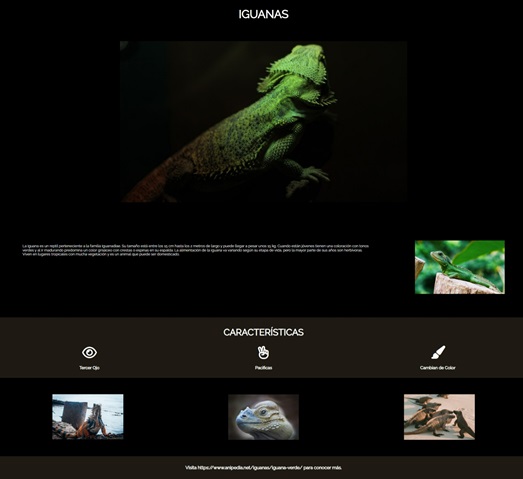 IGUANAS
La iguana es un reptil perteneciente a la familia Iguanidae. Su tamaño está entre los 15 cm hasta los 2 metros de largo y puede llegar a pesar unos 15 kg. Cuando están jóvenes tienen una coloración con tonos
verdes y al ir madurando predomina un color grisáceo con crestas o espinas en su espalda. La alimentación de la iguana va variando según su etapa de vida, pero la mayor parte de sus años son herbívoras.
Viven en lugares tropicales con mucha vegetación y es un animal que puede ser domesticado.
CARACTERÍSTICAS
Tercer Ojo
Pacíficas
Cambian de Color
Visita https://www.anipedia.net/iguanas/iguana-verde/ para conocer más.